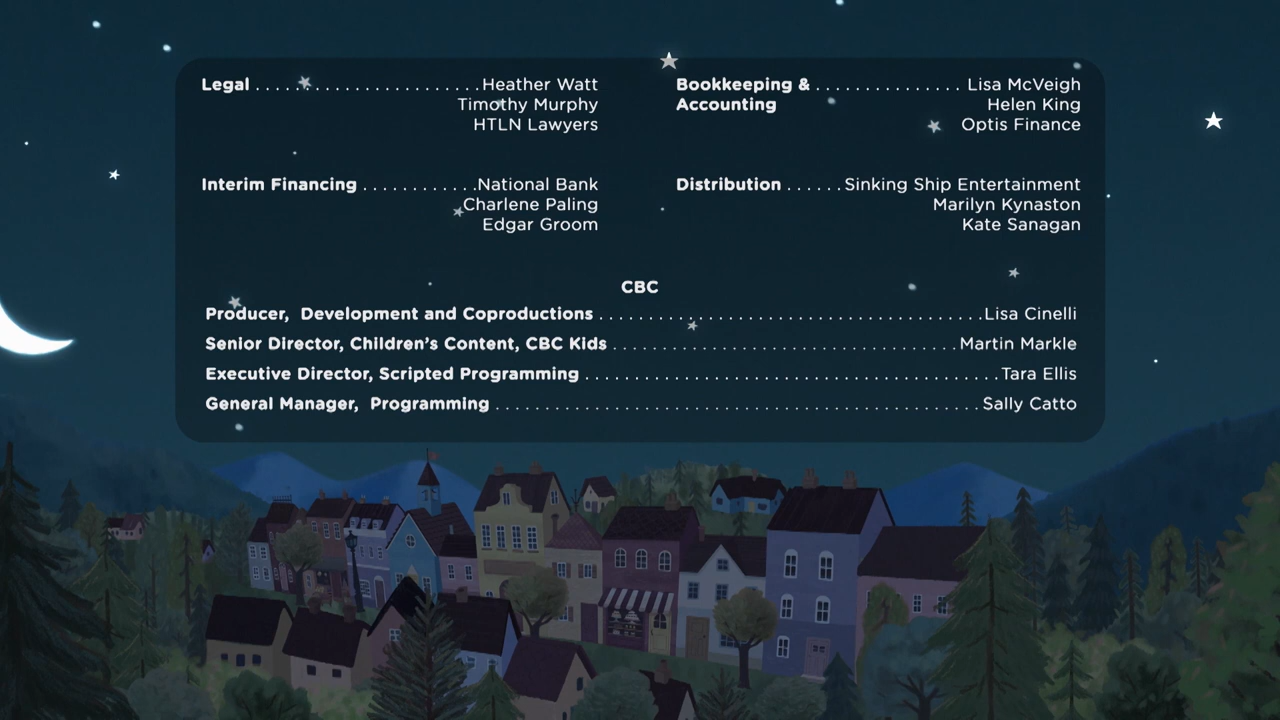 Legal . . . . . . . . . . . . . . . . . . . . . . Heather Watt
Timothy Murphy
HTLN Lawyers
Bookkeeping & . . . . . . . . . . . . . . Lisa McVeigh
Accounting Helen King
Optis Finance
Interim Financing . . . . . . . . . . . .National Bank
Charlene Paling
Edgar Groom
Distribution . . . . . . Sinking Ship Entertainment
Marilyn Kynaston
Kate Sanagan
CBC
Producer, Development and Coproductions . . . . . . . . . . . . . . . . . . . . . . . . . . . . . . . . . . . . . .Lisa Cinelli
Senior Director, Children's Content, CBC Kids . . . . . . . . . . . . . . . . . . . . . . . . . . . . . . . . . . Martin Markle
Executive Director, Scripted Programming . . . . . . . . . . . . . . . . . . . . . . . . . . . . . . . . . . . . . . . . .Tara Ellis
General Manager, Programming . . . . . . . . . . . . . . . . . . . . . . . . . . . . . . . . . . . . . . . . . . . . . . . . Sally Catto